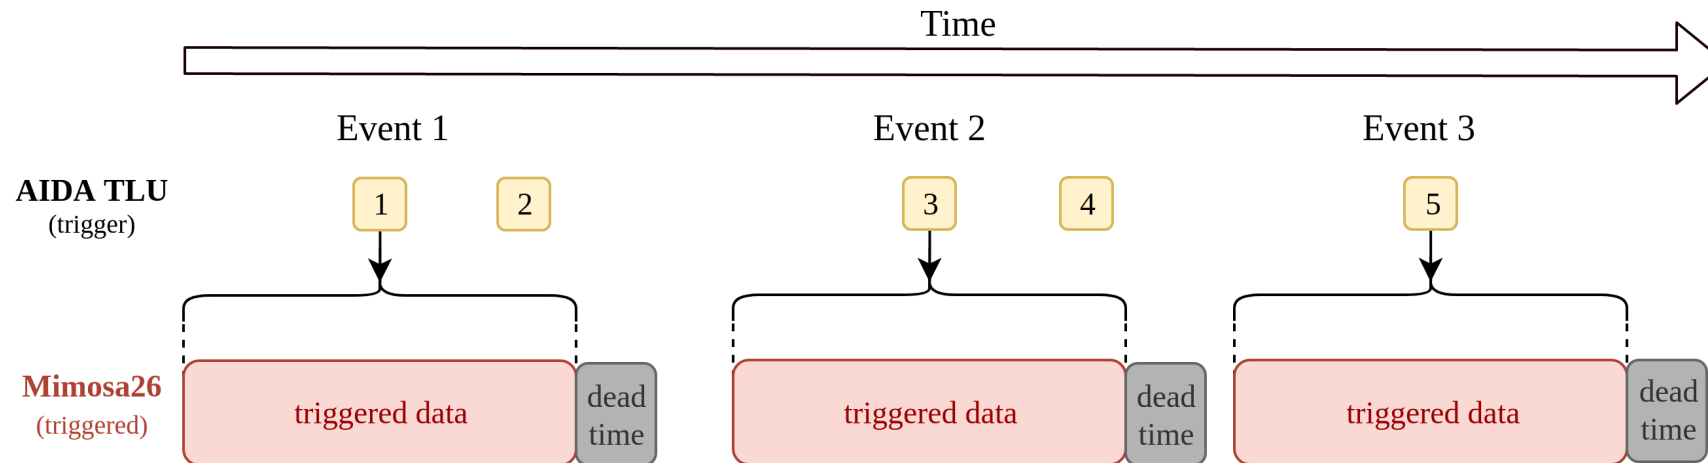 Time
Event 1
Event 2
Event 3
AIDA TLU
(trigger)
1
2
3
4
5
Mimosa26
(triggered)
triggered data
dead
time
triggered data
dead
time
triggered data
dead
time